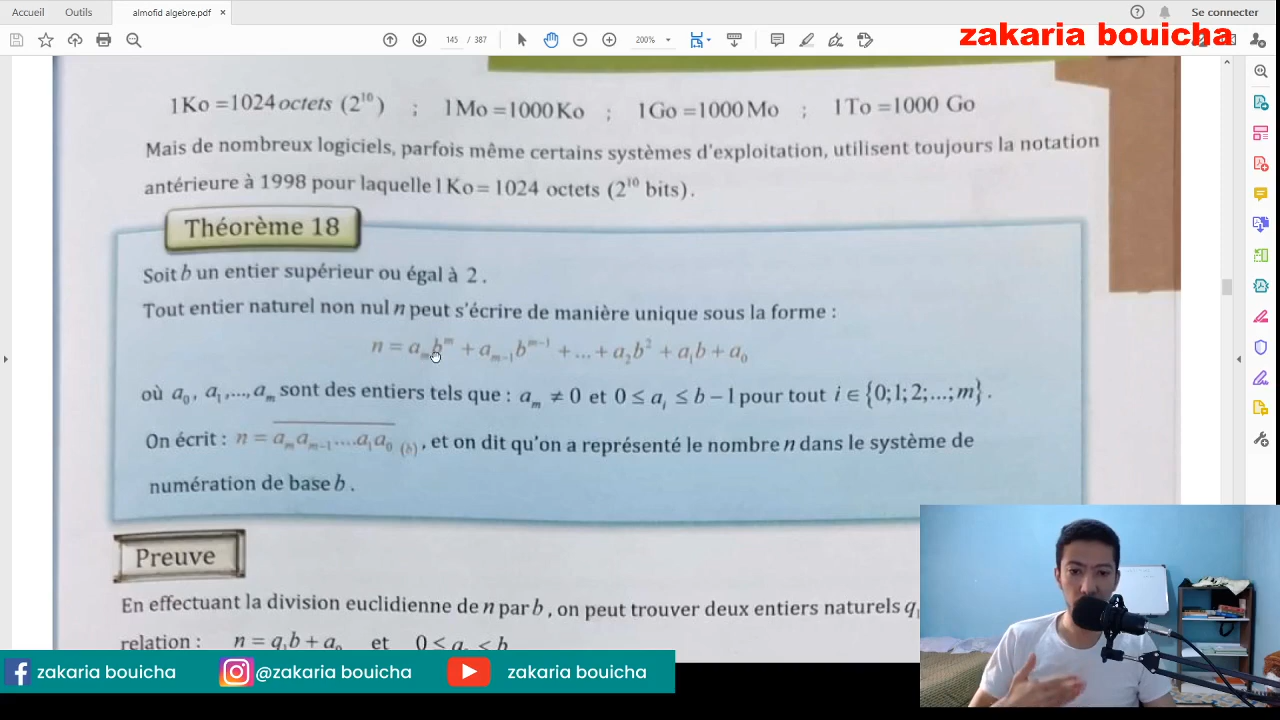 Accueil Outils almofid algebre.pdf × Se connecter
145 387 200%
zakaria bouicha
1Ko =1024 octets (2¹⁰) ; 1Mo =1000 Ko ; 1Go =1000 Mo ; 1To =1000 Go
Mais de nombreux logiciels, parfois même certains systèmes d'exploitation, utilisent toujours la notation
antérieure à 1998 pour laquelle 1 Ko = 1024 octets (2¹⁰ bits).
Théorème 18
Soit b un entier supérieur ou égal à 2 .
Tout entier naturel non nul n peut s'écrire de manière unique sous la forme :
n = aₘbᵐ + aₘ₋₁bᵐ⁻¹ + ... + a₂b² + a₁b + a₀
où a₀, a₁,..., aₘ sont des entiers tels que : aₘ ≠ 0 et 0 ≤ aᵢ ≤ b − 1 pour tout i ∈ {0;1;2;...;m}.
On écrit : n = aₘaₘ₋₁....a₁a₀ (b), et on dit qu'on a représenté le nombre n dans le système de
numération de base b .
Preuve
En effectuant la division euclidienne de n par b, on peut trouver deux entiers naturels q₁
relation : n = q₁b + a₀ et 0 ≤ a₀ < b
zakaria bouicha @zakaria bouicha zakaria bouicha